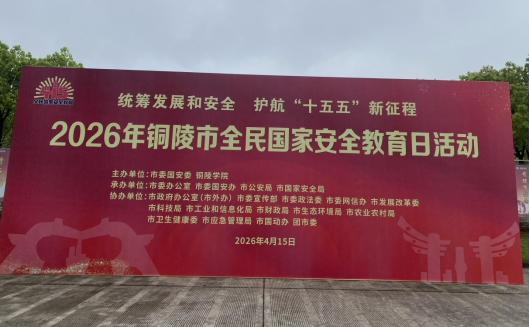 统筹发展和安全 护航“十五五”新征程
2026年铜陵市全民国家安全教育日活动
主办单位：市委国安委 铜陵学院
承办单位：市委办公室 市委国安办 市公安局 市国家安全局
协办单位：市政府办公室（市外办）市委宣传部 市委政法委 市委网信办 市发展改革委
市科技局 市工业和信息化局 市财政局 市生态环境局 市农业农村局
市卫生健康委 市应急管理局 市国动办 团市委
2026年4月15日